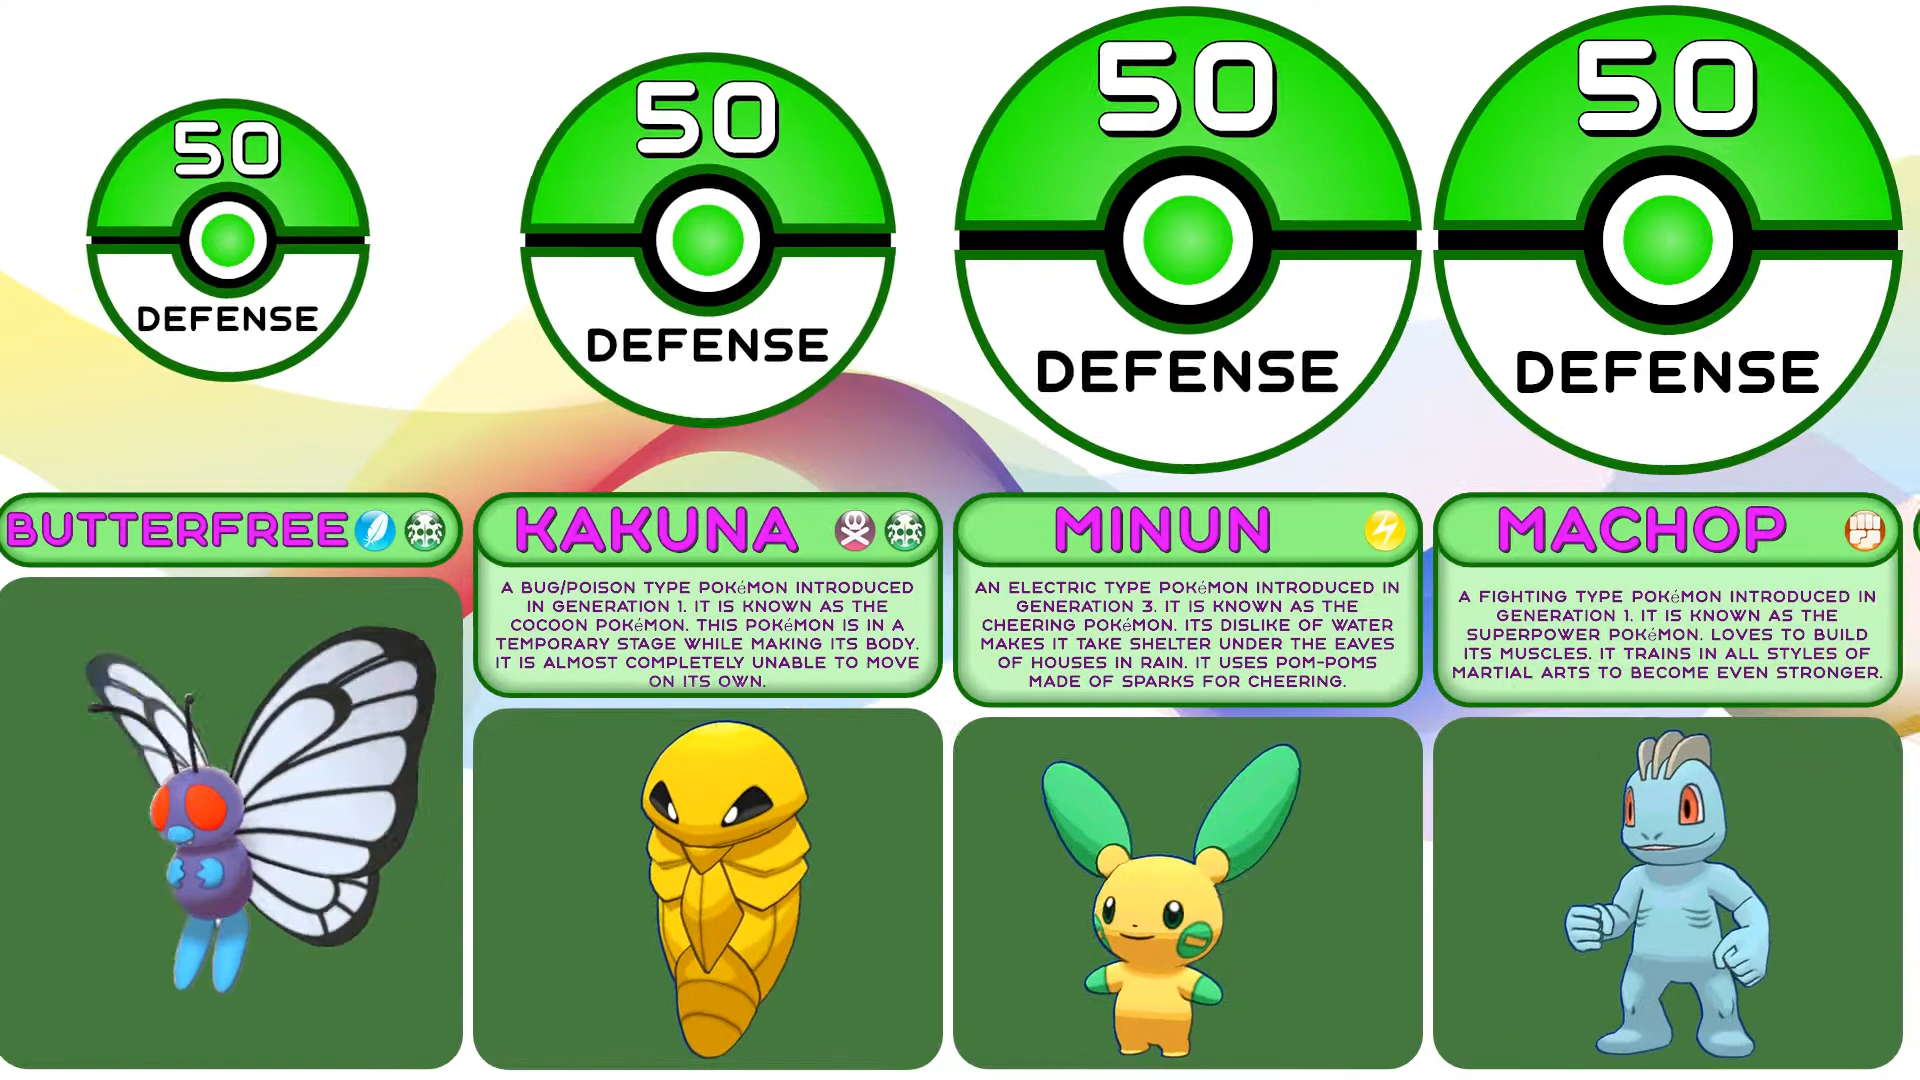 50
DEFENSE
50
DEFENSE
50
DEFENSE
50
DEFENSE
BUTTERFREE
KAKUNA
A BUG/POISON TYPE POKéMON INTRODUCED
IN GENERATION 1. IT IS KNOWN AS THE
COCOON POKéMON. THIS POKéMON IS IN A
TEMPORARY STAGE WHILE MAKING ITS BODY.
IT IS ALMOST COMPLETELY UNABLE TO MOVE
ON ITS OWN.
MINUN
AN ELECTRIC TYPE POKéMON INTRODUCED IN
GENERATION 3. IT IS KNOWN AS THE
CHEERING POKéMON. ITS DISLIKE OF WATER
MAKES IT TAKE SHELTER UNDER THE EAVES
OF HOUSES IN RAIN. IT USES POM-POMS
MADE OF SPARKS FOR CHEERING.
MACHOP
A FIGHTING TYPE POKéMON INTRODUCED IN
GENERATION 1. IT IS KNOWN AS THE
SUPERPOWER POKéMON. LOVES TO BUILD
ITS MUSCLES. IT TRAINS IN ALL STYLES OF
MARTIAL ARTS TO BECOME EVEN STRONGER.